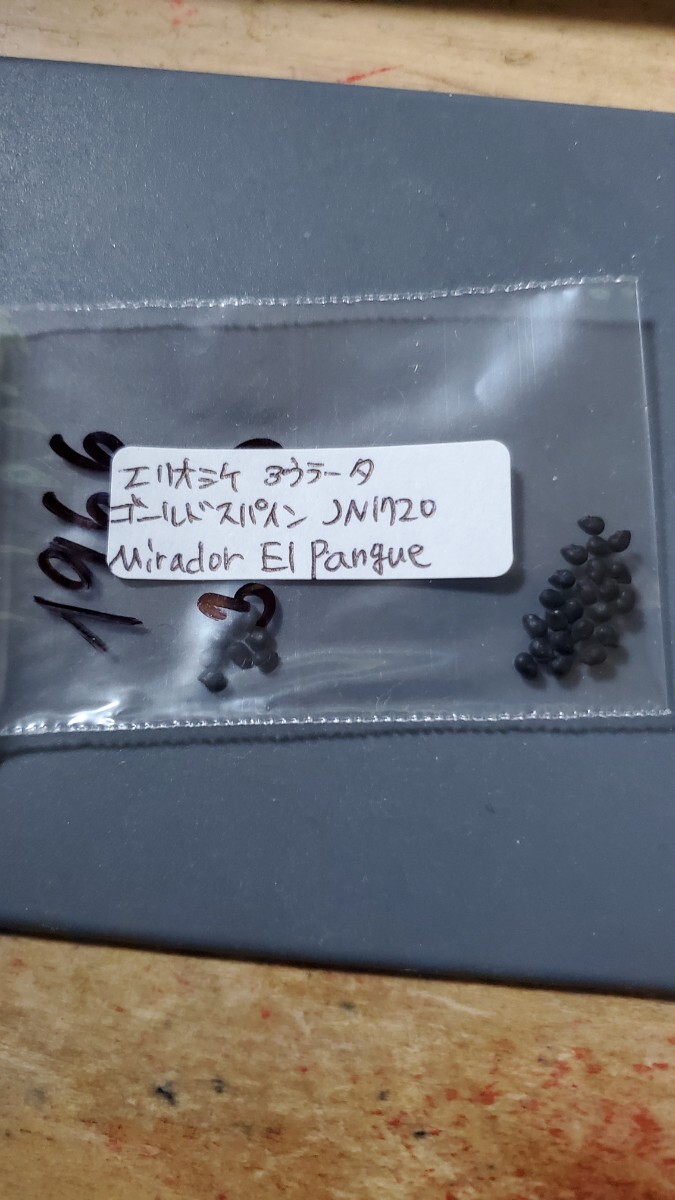 エリオシケ ヨウラータ
ゴールドスパイン JN1720
Mirador El Pangue
1966